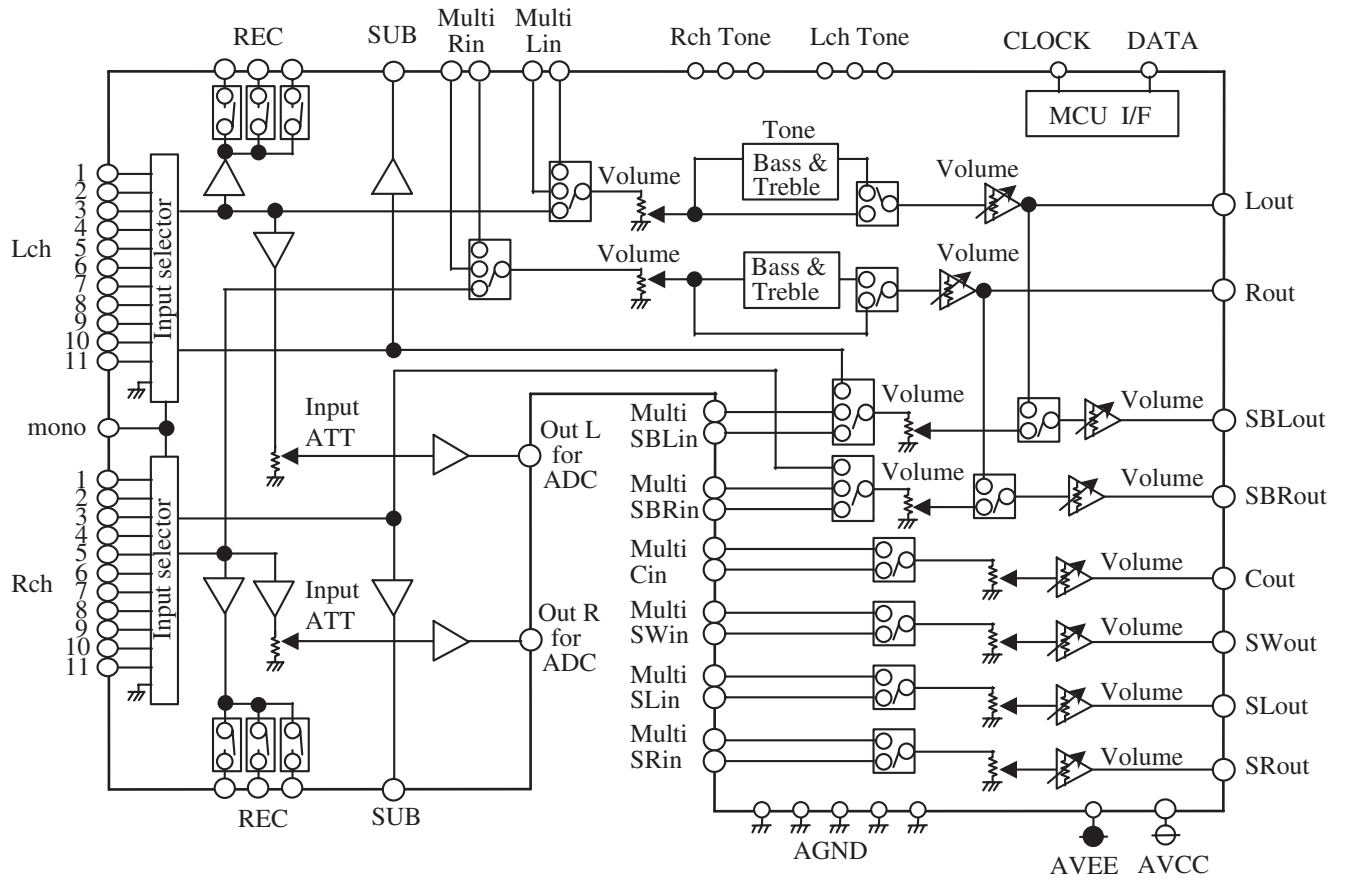 REC
SUB
Multi
Rin
Multi
Lin
Rch Tone
Lch Tone
CLOCK
DATA
MCU I/F
Tone
Bass &
Treble
Volume
Volume
Lout
Lch
1
2
3
4
5
6
7
8
9
10
11
Input selector
Volume
Bass &
Treble
Volume
Rout
mono
Input
ATT
Out L
for
ADC
Multi
SBLin
Volume
Volume
SBLout
Rch
1
2
3
4
5
6
7
8
9
10
11
Input selector
Multi
SBRin
Volume
Volume
SBRout
Input
ATT
Out R
for
ADC
Multi
Cin
Volume
Cout
Multi
SWin
Volume
SWout
Multi
SLin
Volume
SLout
Multi
SRin
Volume
SRout
REC
SUB
AGND
AVEE
AVCC